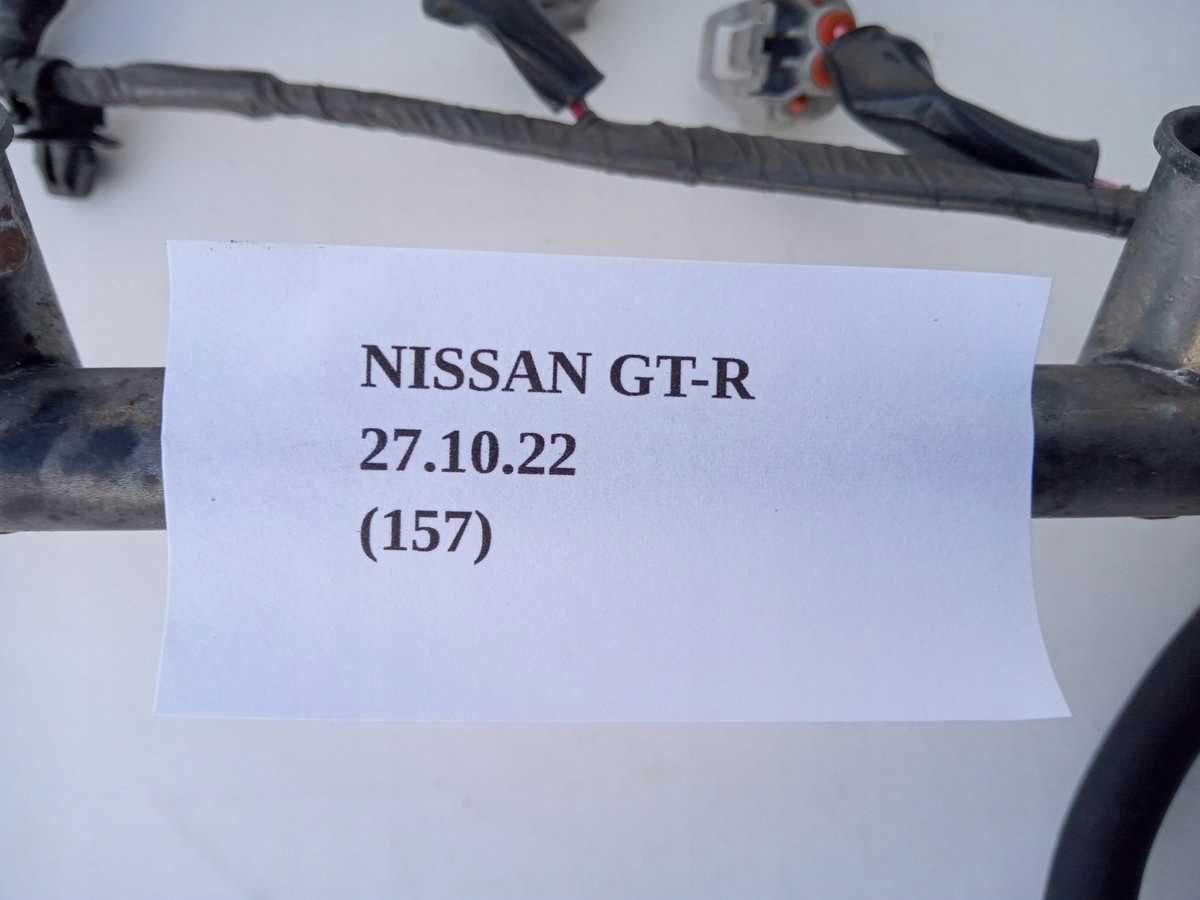 NISSAN GT-R
27.10.22
(157)